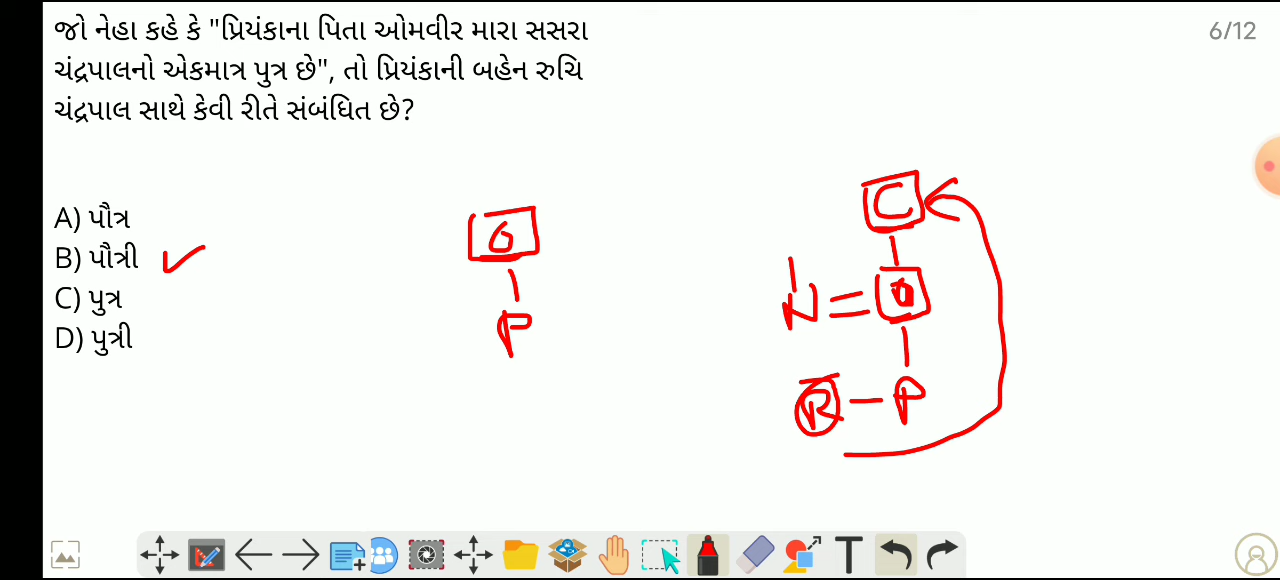 જો નેહા કહે કે "પ્રિયંકાના પિતા ઓમવીર મારા સસરા
6/12
ચંદ્રપાલનો એકમાત્ર પુત્ર છે", તો પ્રિયંકાની બહેન રુચિ
ચંદ્રપાલ સાથે કેવી રીતે સંબંધિત છે?
A) પૌત્ર
B) પૌત્રી
C) પુત્ર
D) પુત્રી
C
N
P
R P
T